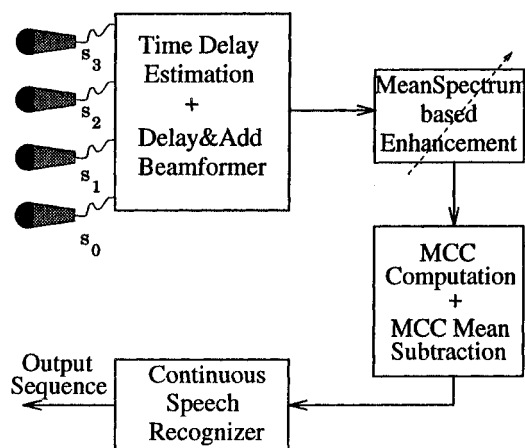 s3
s2
s1
s0
Time Delay
Estimation
+
Delay&Add
Beamformer
MeanSpectrum
based
Enhancement
MCC
Computation
+
MCC Mean
Subtraction
Continuous
Speech
Recognizer
Output
Sequence